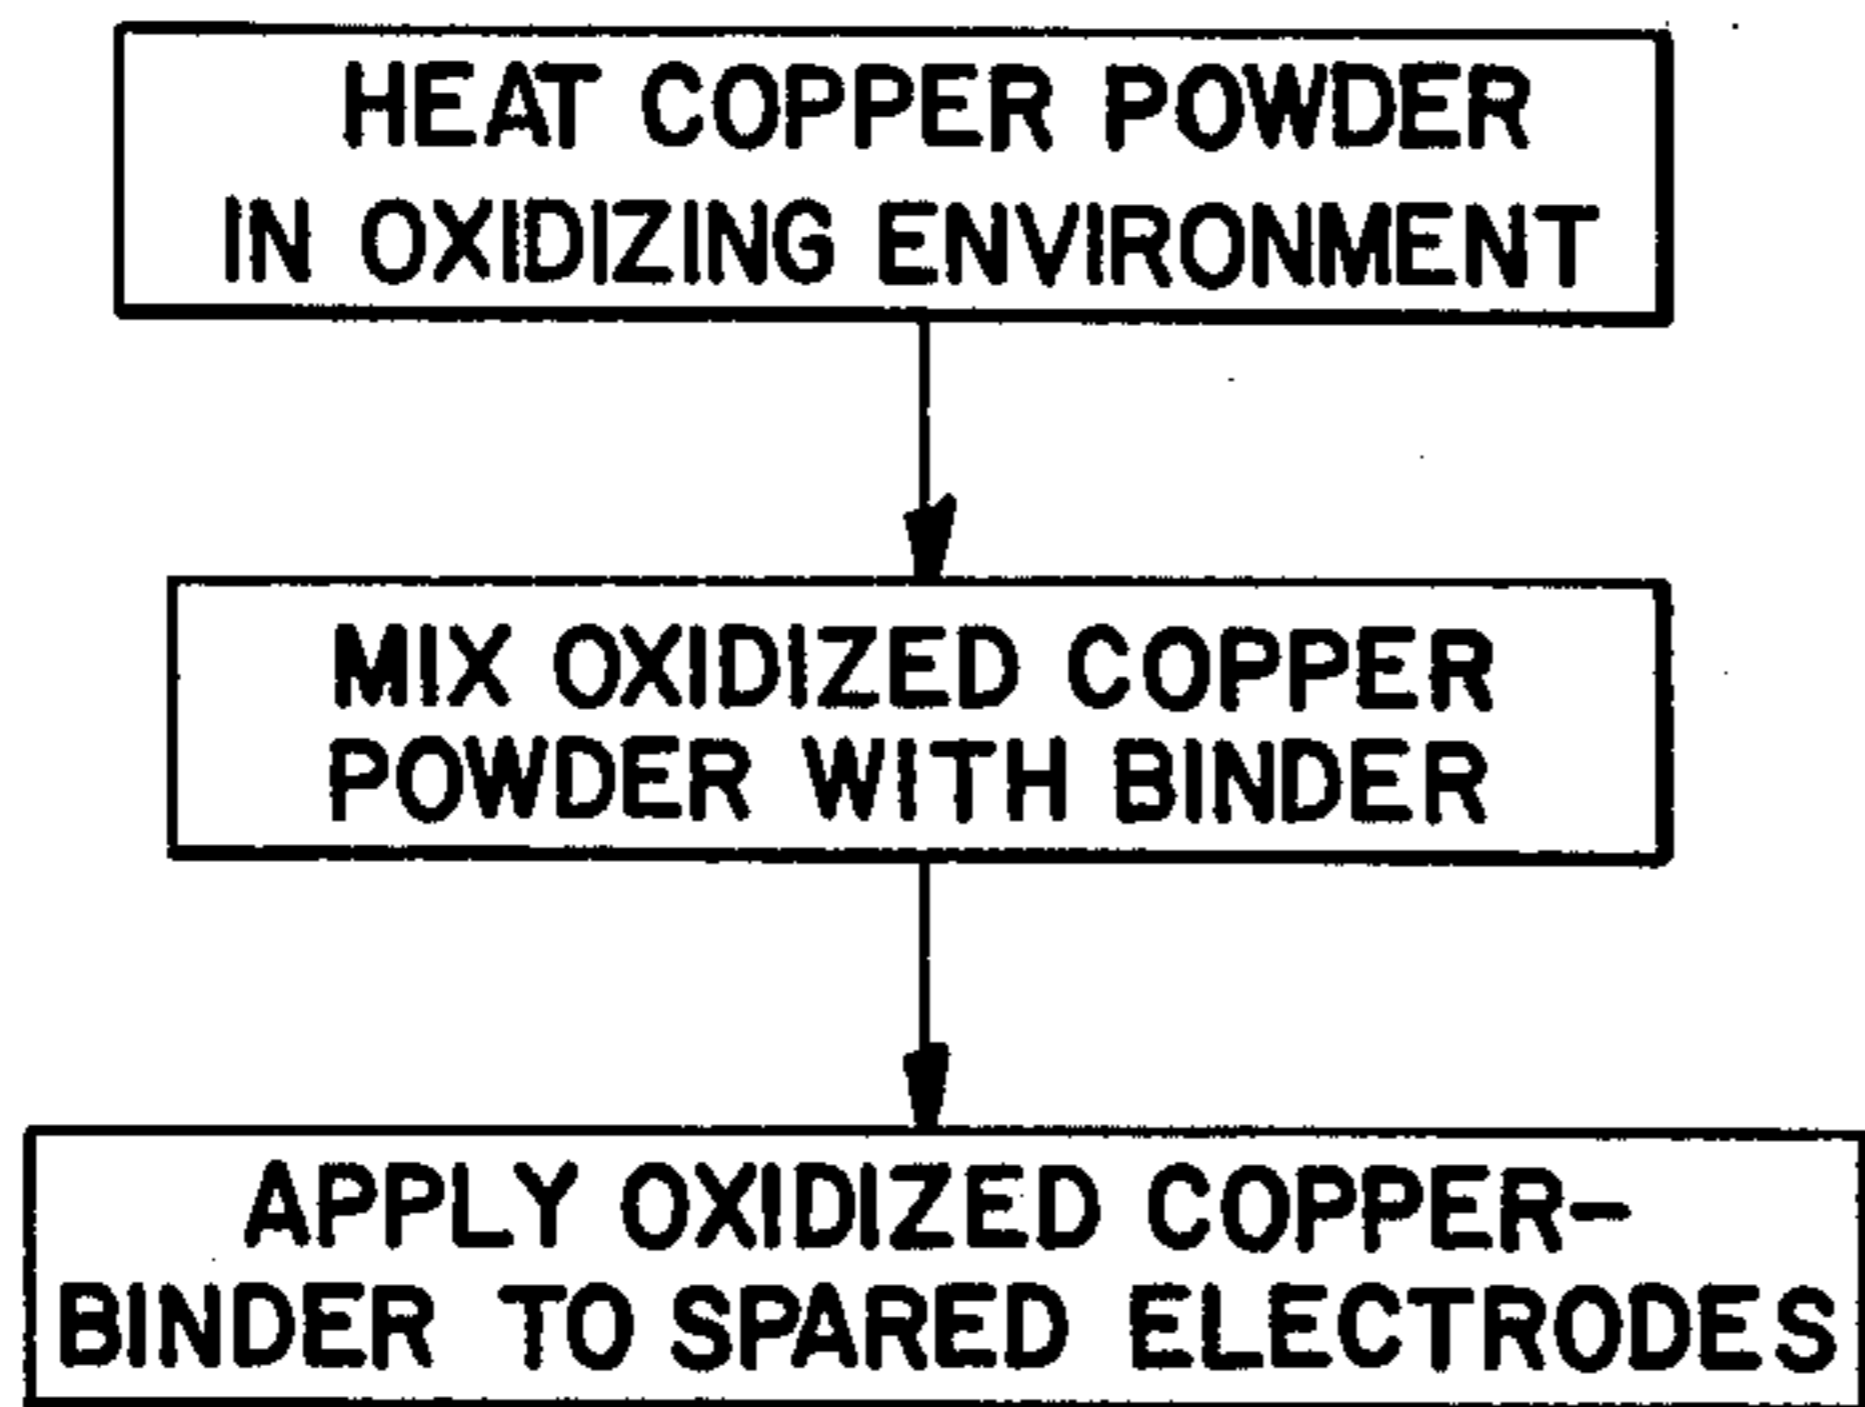 HEAT COPPER POWDER
IN OXIDIZING ENVIRONMENT
MIX OXIDIZED COPPER
POWDER WITH BINDER
APPLY OXIDIZED COPPER-
BINDER TO SPARED ELECTRODES